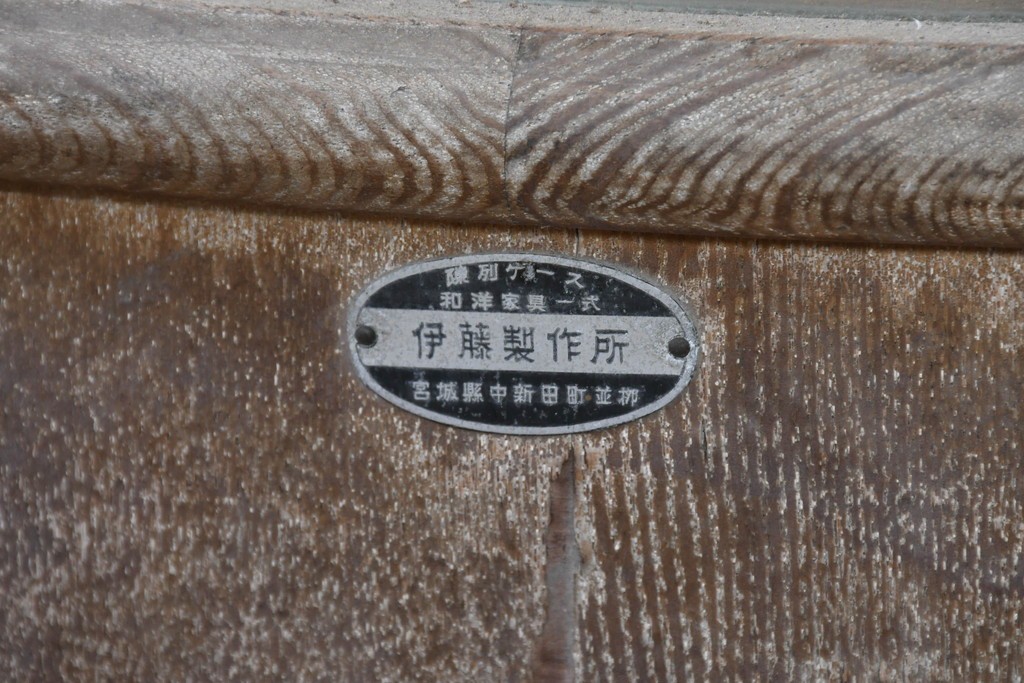 陳列ケース
和洋家具一式
伊藤製作所
宮城縣中新田町並柳